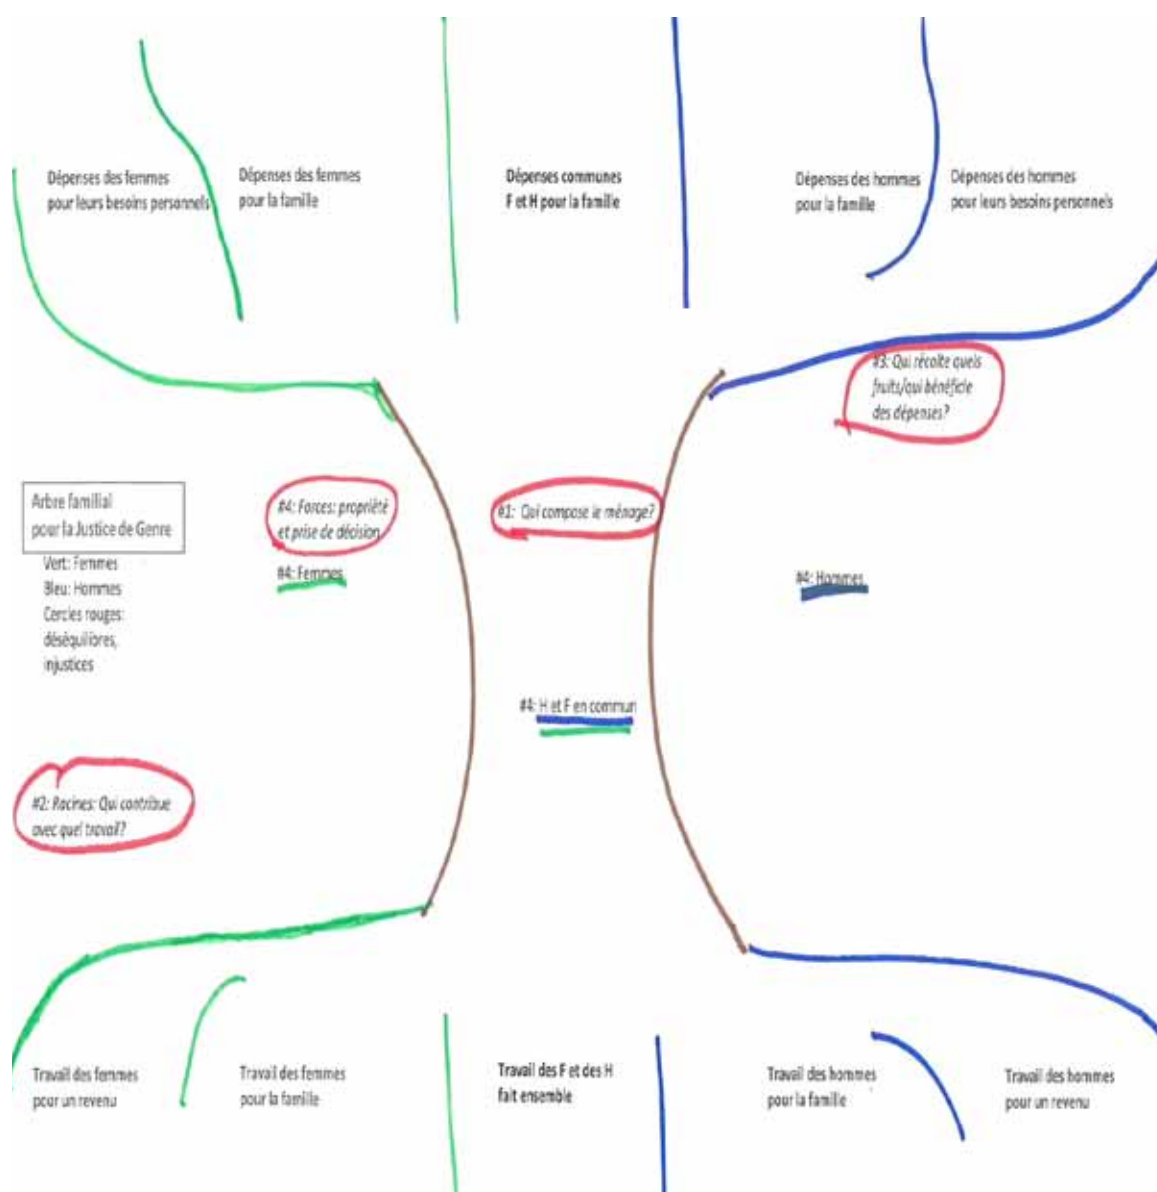 Dépenses des femmes
pour leurs besoins personnels
Dépenses des femmes
pour la famille
Dépenses communes
F et H pour la famille
Dépenses des hommes
pour la famille
Dépenses des hommes
pour leurs besoins personnels
#3: Qui récolte quels
fruits/qui bénéficie
des dépenses?
Arbre familial
pour la Justice de Genre
Vert: Femmes
Bleu: Hommes
Cercles rouges:
déséquilibres,
injustices
#4: Forces: propriété
et prise de décision
#4: Femmes
#1: Qui compose le ménage?
#4: Hommes
#4: H et F en commun
#2: Racines: Qui contribue
avec quel travail?
Travail des femmes
pour un revenu
Travail des femmes
pour la famille
Travail des F et des H
fait ensemble
Travail des hommes
pour la famille
Travail des hommes
pour un revenu